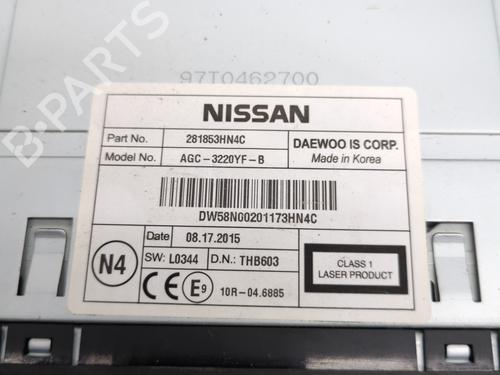 97T0462700
NISSAN
Part No. 281853HN4C
DAEWOO IS CORP.
Model No. AGC-3220YF-B
Made in Korea
DW58N00201173HN4C
Date 08.17.2015
N4
SW: L0344 D.N.: THB603
CE E9 10R-04.6885
CLASS 1
LASER PRODUCT